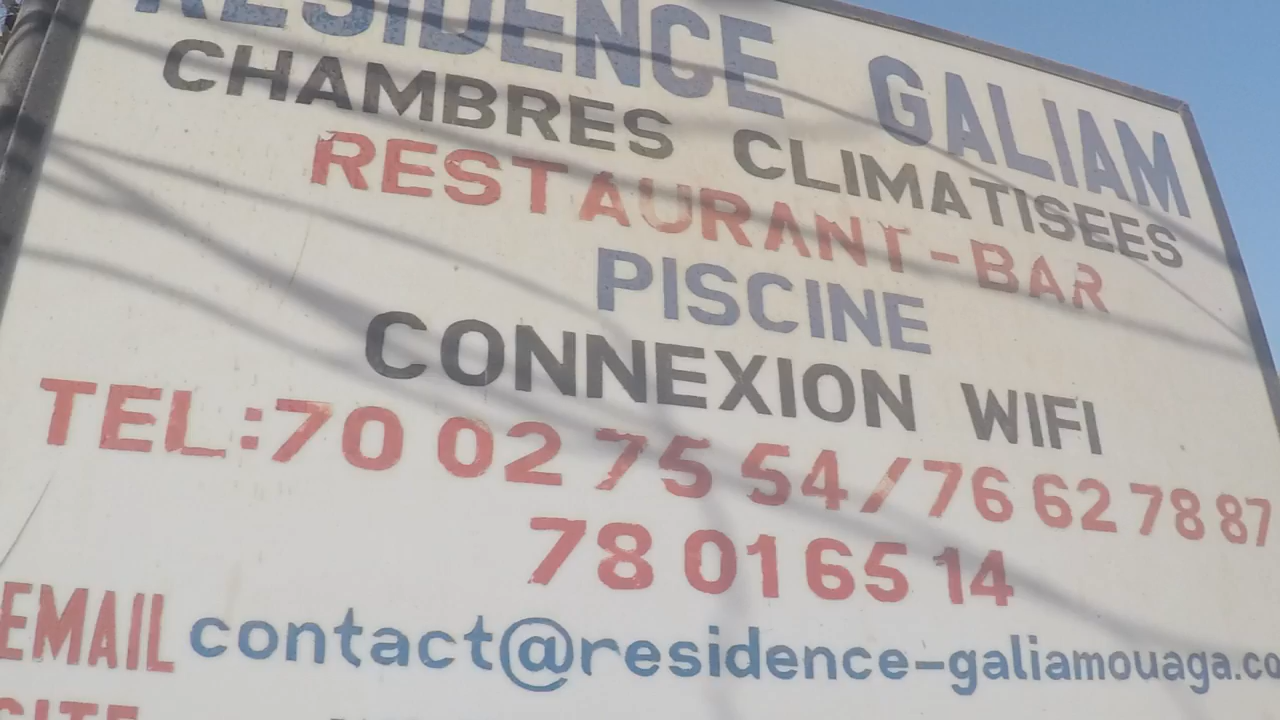 RESIDENCE GALIAM
CHAMBRES CLIMATISEES
RESTAURANT-BAR
PISCINE
CONNEXION WIFI
TEL:70 02 75 54/76 62 78 87
78 01 65 14
EMAIL contact@residence-galiamouaga.co
SITE